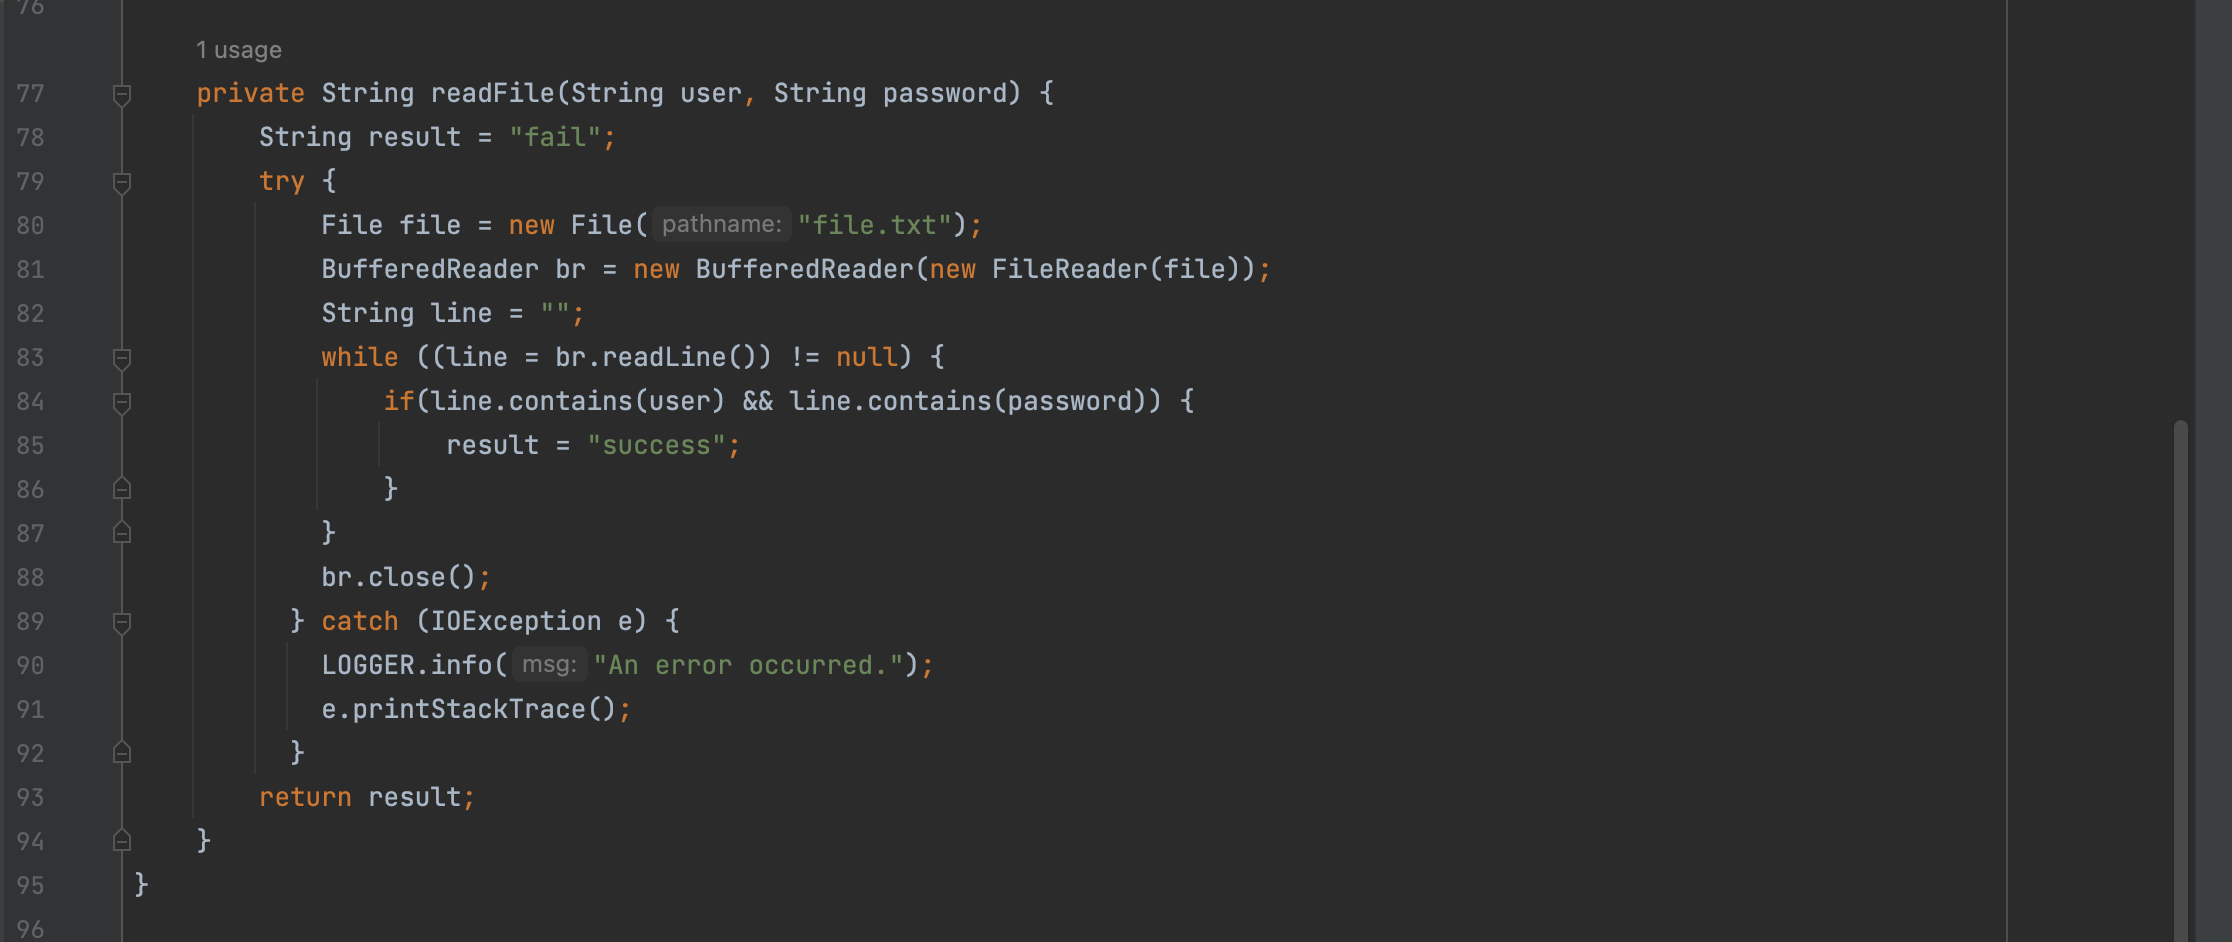 76
1 usage
77 private String readFile(String user, String password) {
78 String result = "fail";
79 try {
80 File file = new File( pathname: "file.txt");
81 BufferedReader br = new BufferedReader(new FileReader(file));
82 String line = "";
83 while ((line = br.readLine()) != null) {
84 if(line.contains(user) && line.contains(password)) {
85 result = "success";
86 }
87 }
88 br.close();
89 } catch (IOException e) {
90 LOGGER.info( msg: "An error occurred.");
91 e.printStackTrace();
92 }
93 return result;
94 }
95 }
96